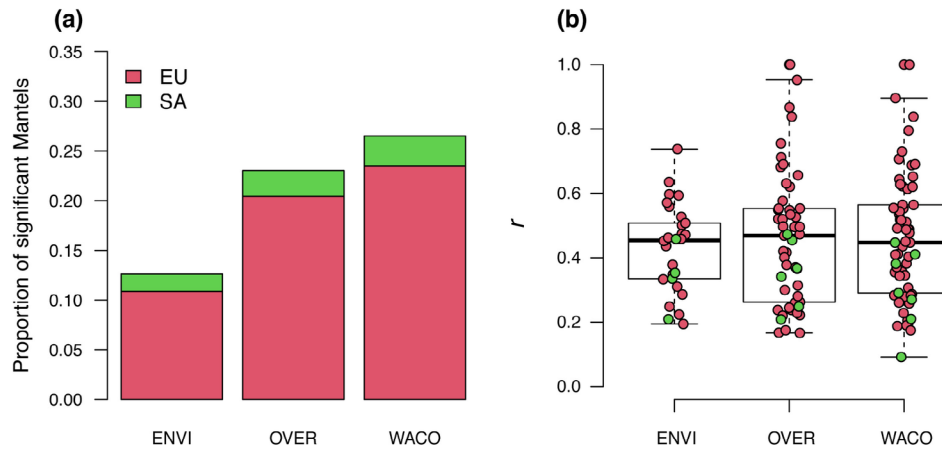 (a)
Proportion of significant Mantels
0.35
0.30
0.25
0.20
0.15
0.10
0.05
0.00
EU
SA
ENVI OVER WACO
(b)
r
1.0
0.8
0.6
0.4
0.2
0.0
ENVI OVER WACO